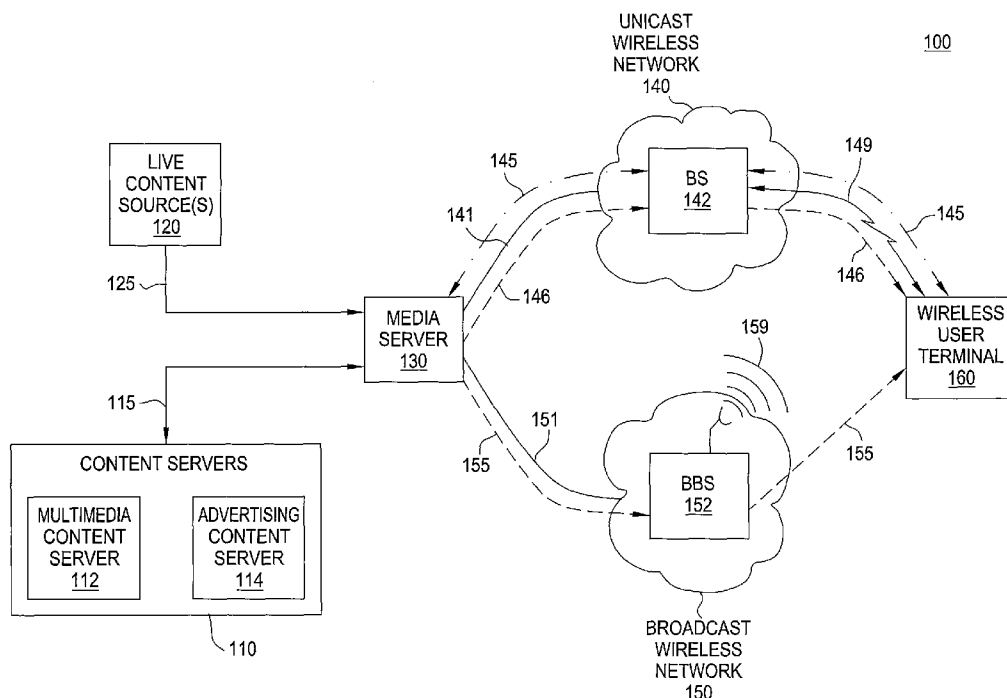 UNICAST
WIRELESS
NETWORK
140
100
LIVE
CONTENT
SOURCE(S)
120
125
145
141
146
BS
142
149
145
146
MEDIA
SERVER
130
WIRELESS
USER
TERMINAL
160
159
115
151
155
155
CONTENT SERVERS
MULTIMEDIA
CONTENT
SERVER
112
ADVERTISING
CONTENT
SERVER
114
BBS
152
110
BROADCAST
WIRELESS
NETWORK
150